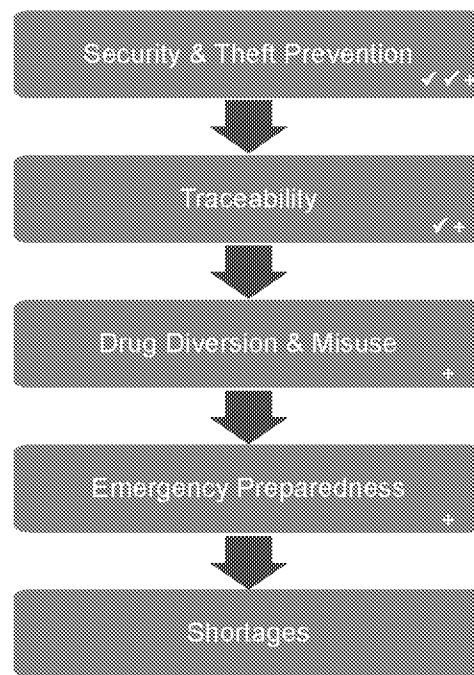 Security & Theft Prevention
✓✓+
Traceability
✓+
Drug Diversion & Misuse
+
Emergency Preparedness
+
Shortages